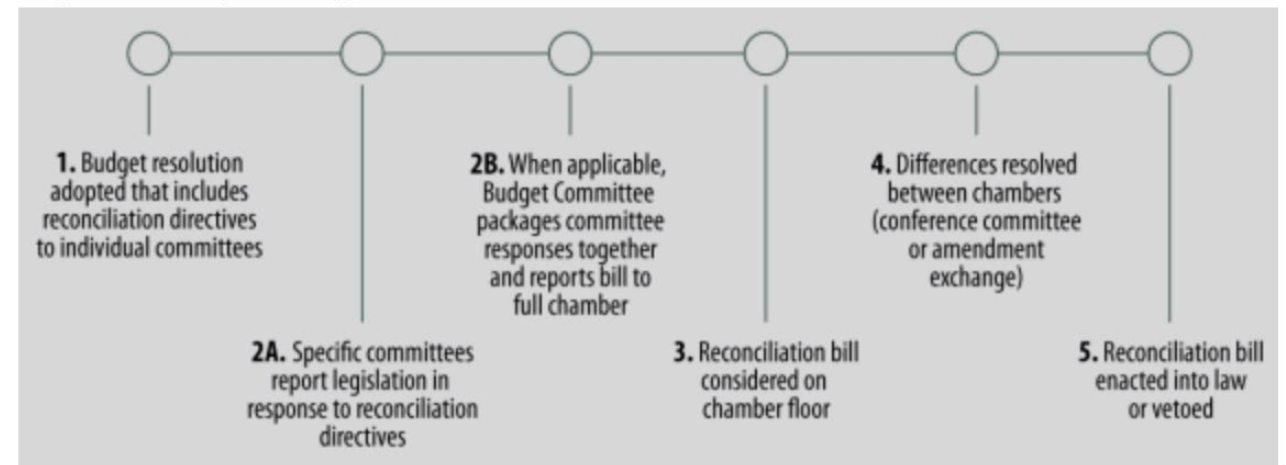 1. Budget resolution
adopted that includes
reconciliation directives
to individual committees
2A. Specific committees
report legislation in
response to reconciliation
directives
2B. When applicable,
Budget Committee
packages committee
responses together
and reports bill to
full chamber
3. Reconciliation bill
considered on
chamber floor
4. Differences resolved
between chambers
(conference committee
or amendment
exchange)
5. Reconciliation bill
enacted into law
or vetoed